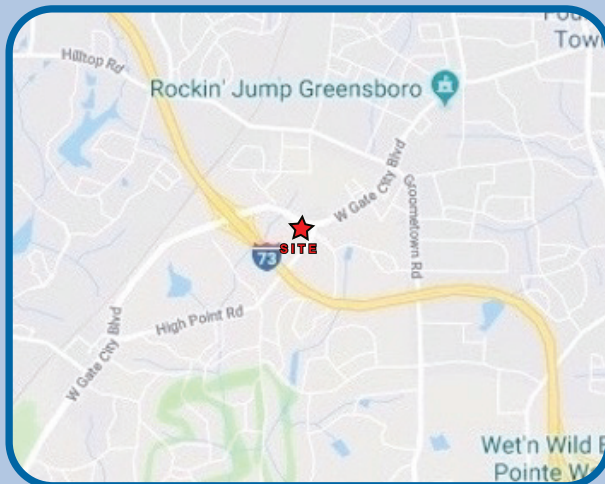 Town
Hilltop Rd
Rockin' Jump Greensboro
W Gate City Blvd
Groometown Rd
SITE
73
High Point Rd
W Gate City Blvd
Wet'n Wild
Pointe